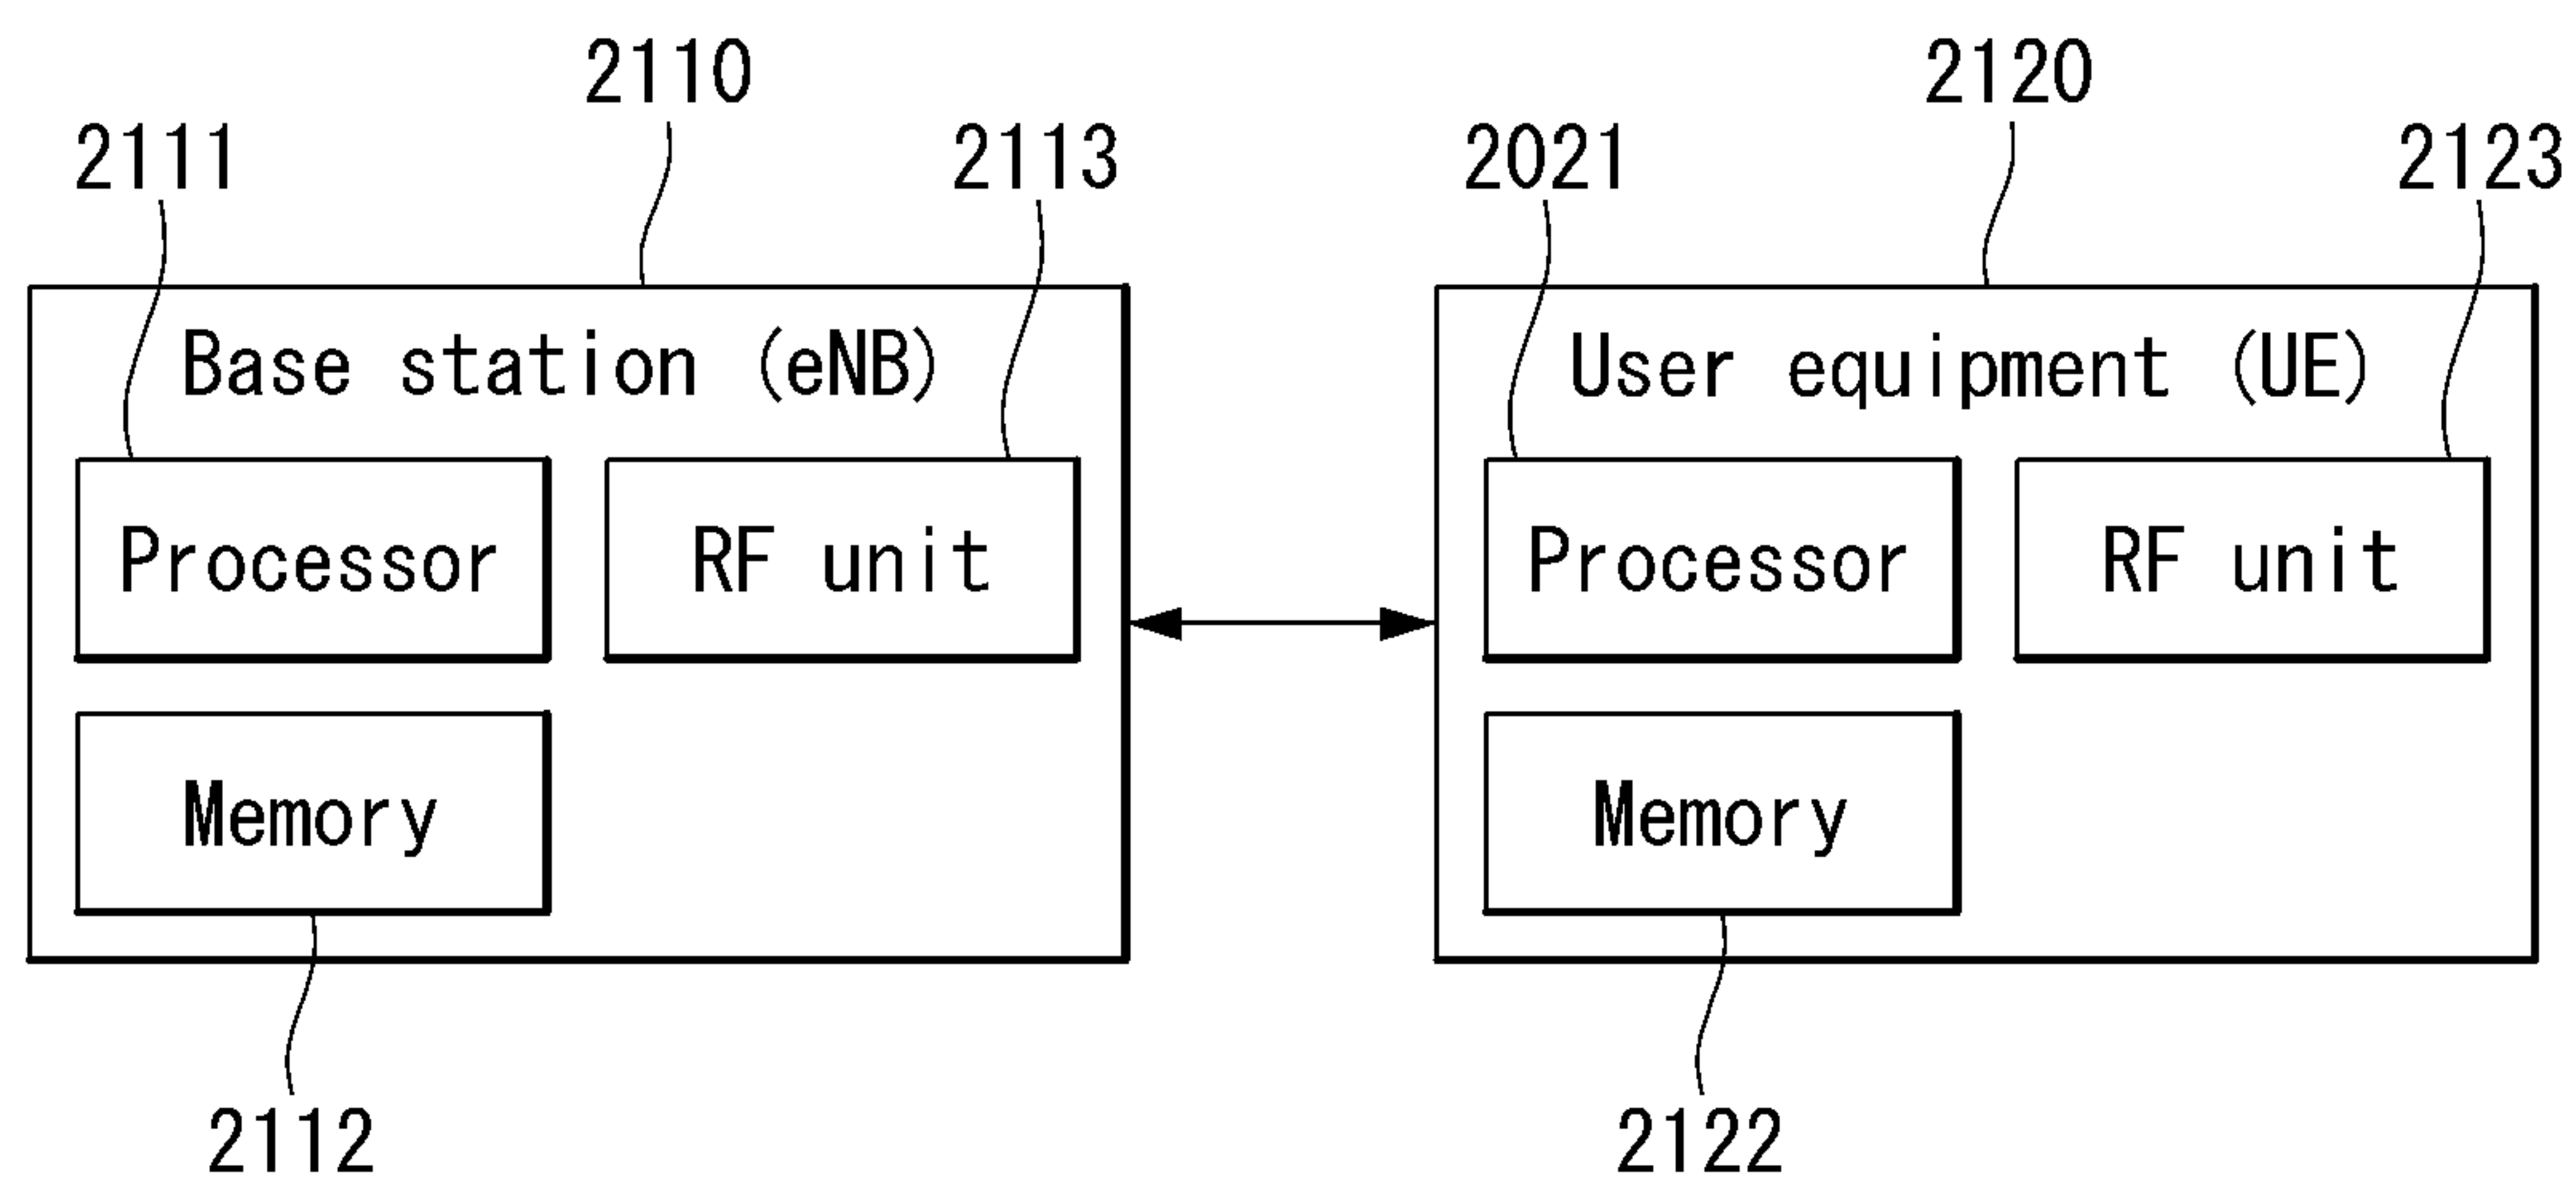 2110
2120
2111
2113
2021
2123
Base station (eNB)
User equipment (UE)
Processor
RF unit
Processor
RF unit
Memory
Memory
2112
2122